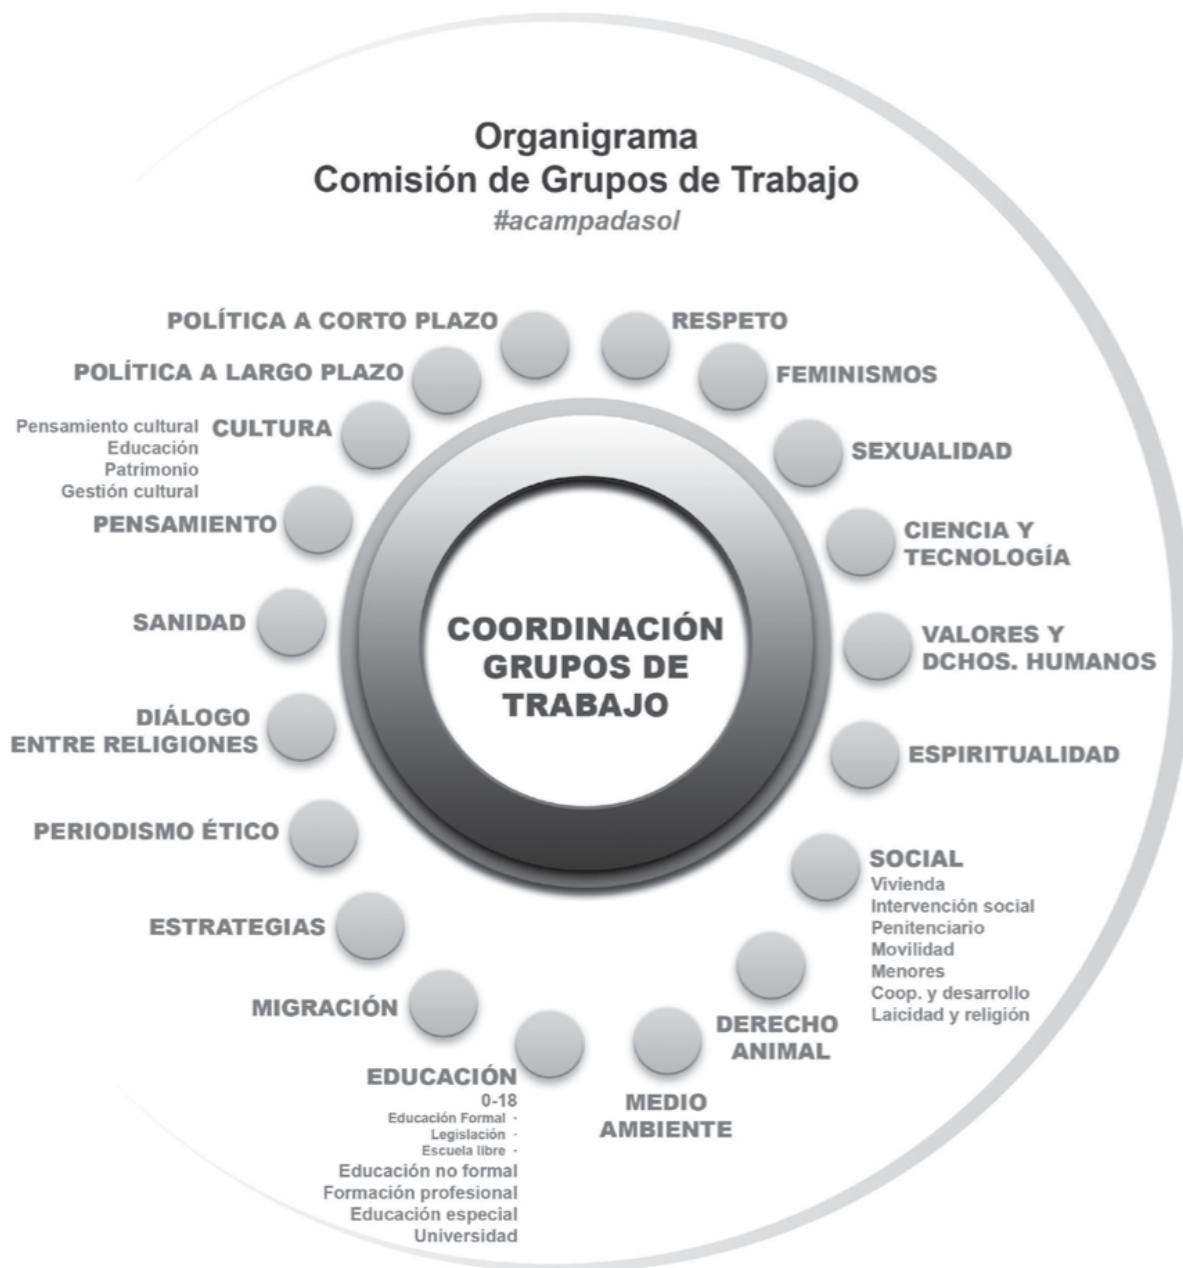 Organigrama
Comisión de Grupos de Trabajo
#acampadasol
POLÍTICA A CORTO PLAZO
RESPETO
POLÍTICA A LARGO PLAZO
FEMINISMOS
CULTURA
Pensamiento cultural
Educación
Patrimonio
Gestión cultural
SEXUALIDAD
PENSAMIENTO
CIENCIA Y
TECNOLOGÍA
SANIDAD
COORDINACIÓN
GRUPOS DE
TRABAJO
VALORES Y
DCHOS. HUMANOS
DIÁLOGO
ENTRE RELIGIONES
ESPIRITUALIDAD
PERIODISMO ÉTICO
SOCIAL
Vivienda
Intervención social
Penitenciario
Movilidad
Menores
Coop. y desarrollo
Laicidad y religión
ESTRATEGIAS
MIGRACIÓN
DERECHO
ANIMAL
EDUCACIÓN
0-18
Educación Formal ·
Legislación ·
Escuela libre ·
Educación no formal
Formación profesional
Educación especial
Universidad
MEDIO
AMBIENTE